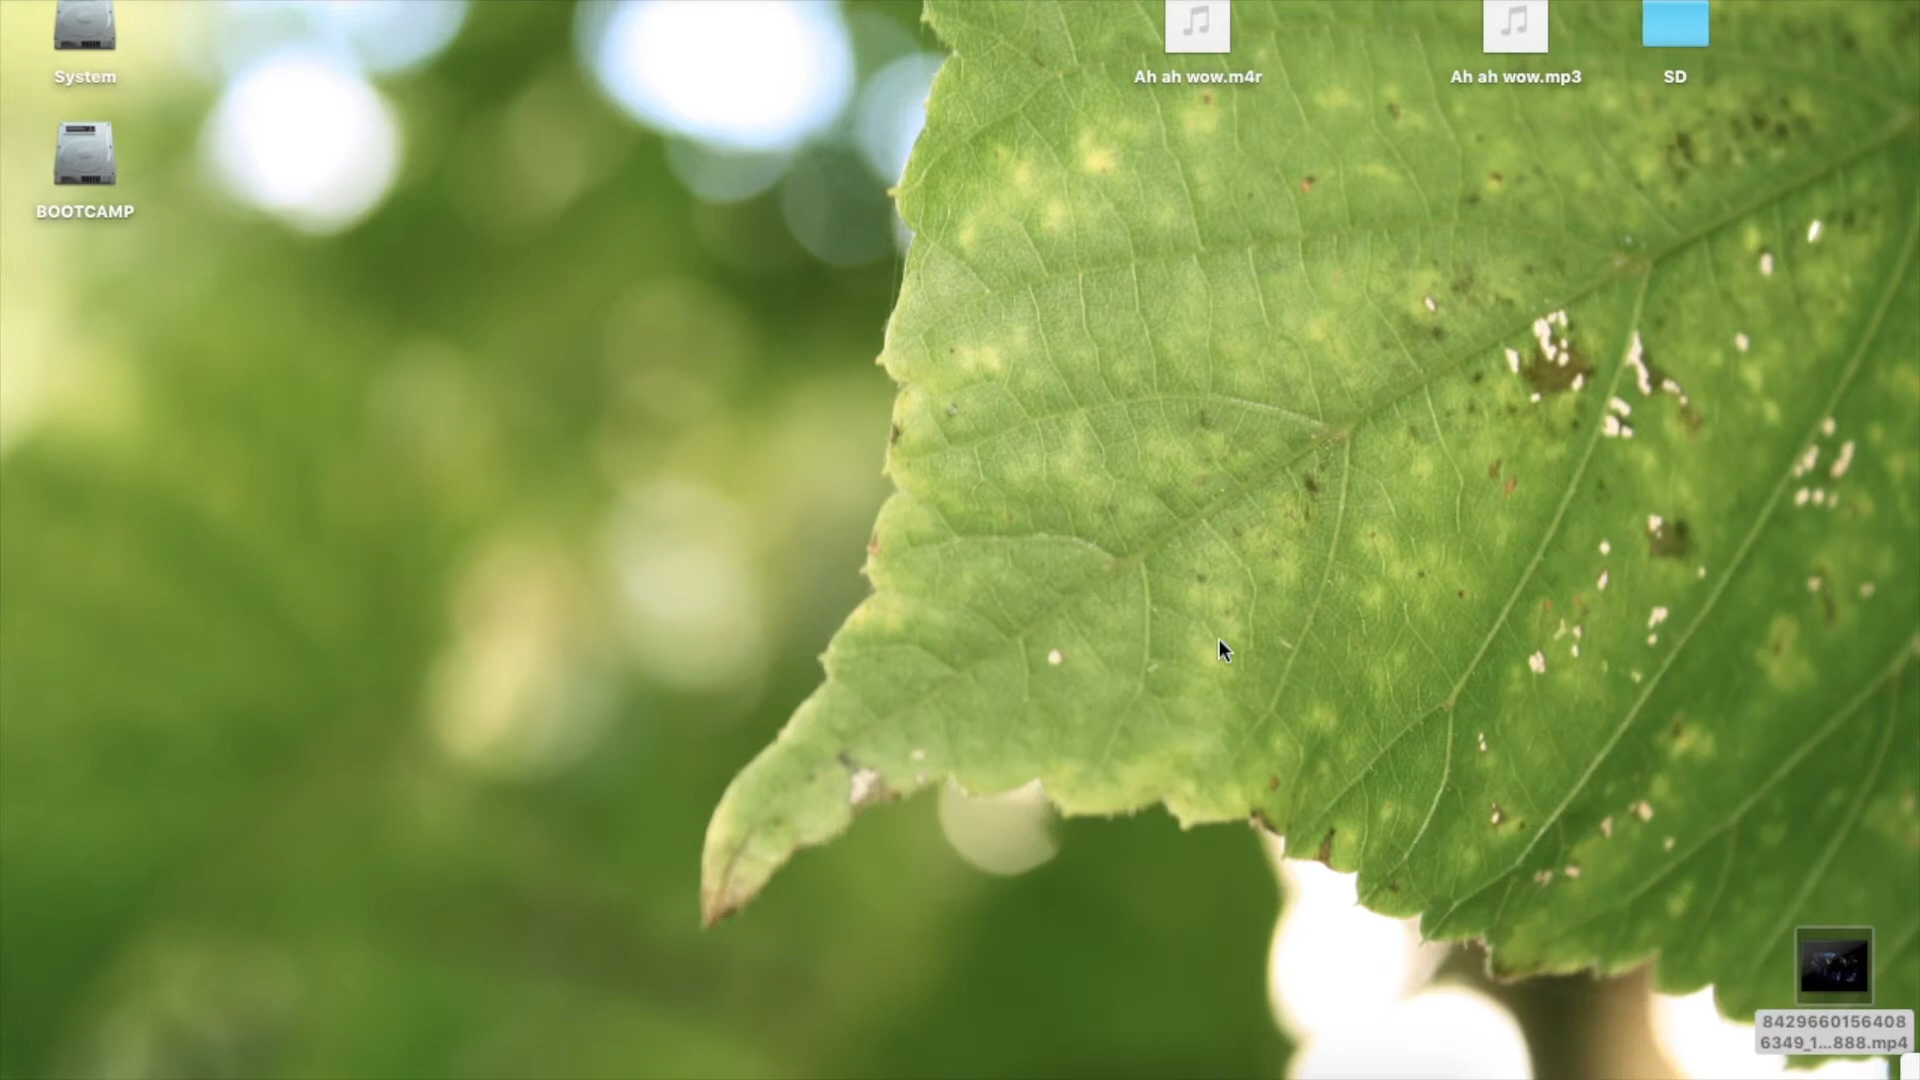 System
Ah ah wow.m4r
Ah ah wow.mp3
SD
BOOTCAMP
8429660156408
6349_1...888.mp4